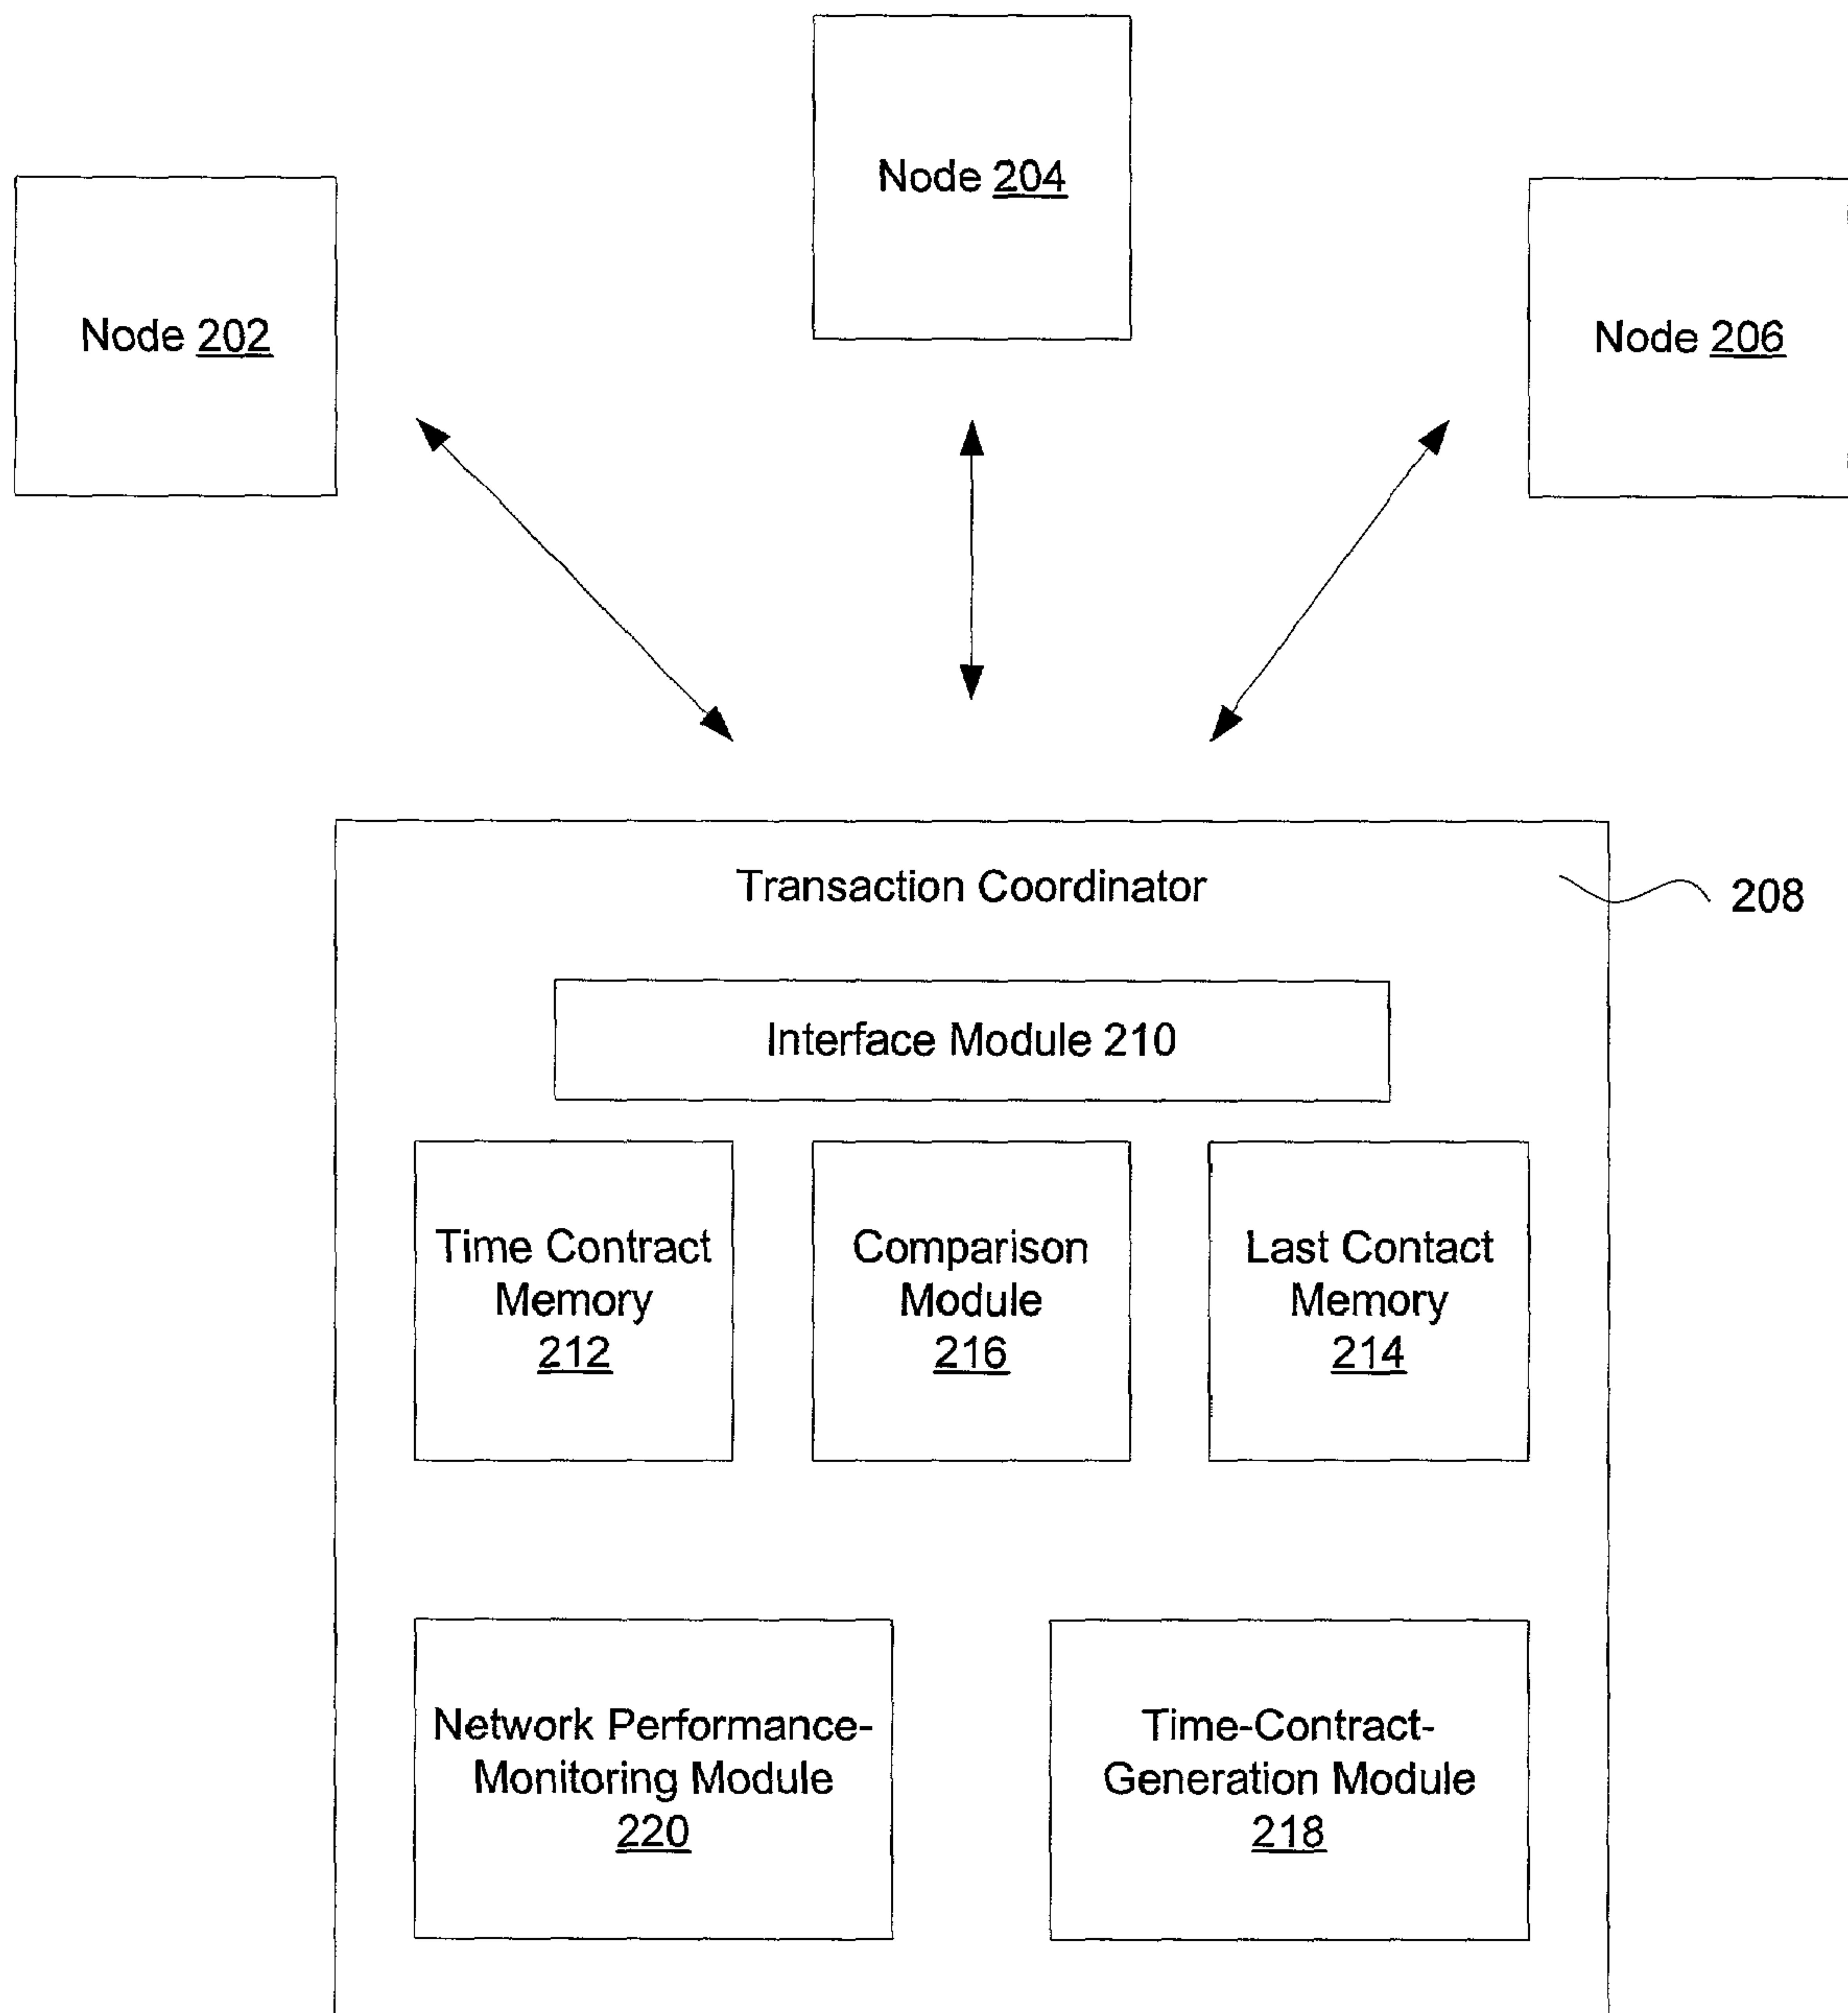 Node 204
Node 202
Node 206
Transaction Coordinator
208
Interface Module 210
Time Contract
Memory
212
Comparison
Module
216
Last Contact
Memory
214
Network Performance-
Monitoring Module
220
Time-Contract-
Generation Module
218